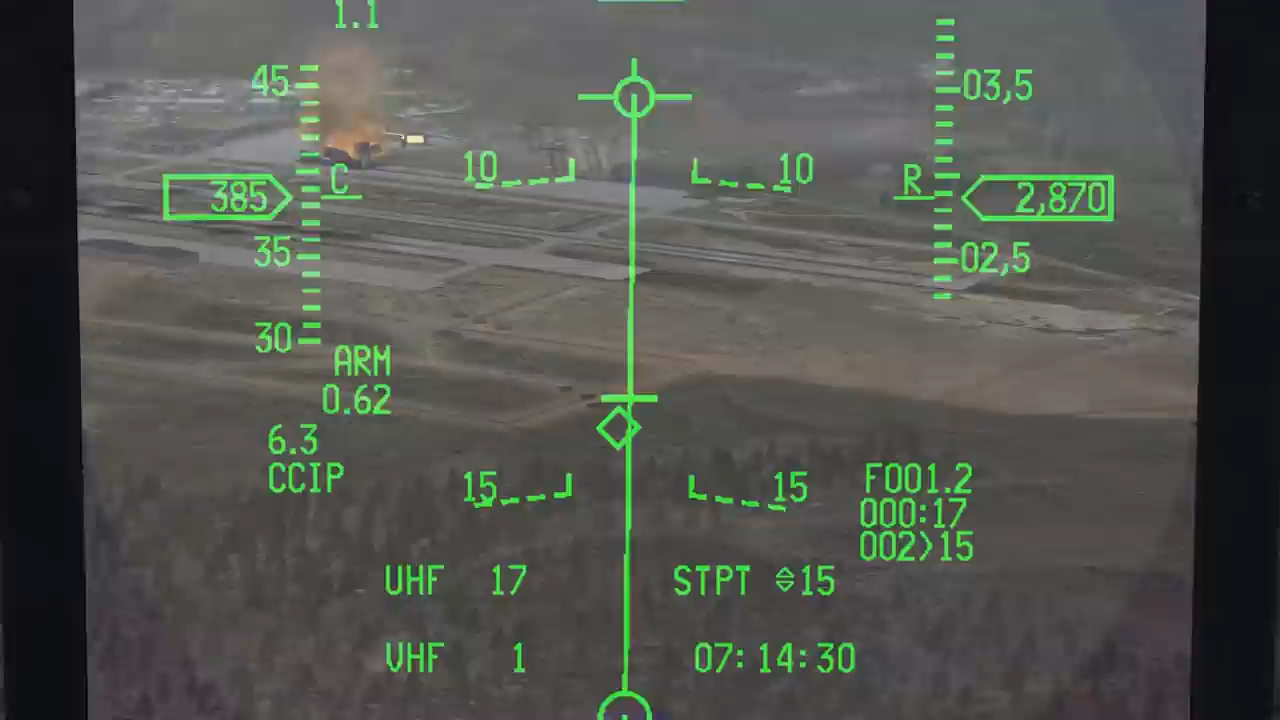 1.1
45
03,5
10 10
C
R
385
2,870
35
02,5
30
ARM
0.62
6.3
CCIP
15 15
F001.2
000:17
002>15
UHF 17
STPT 15
VHF 1
07:14:30